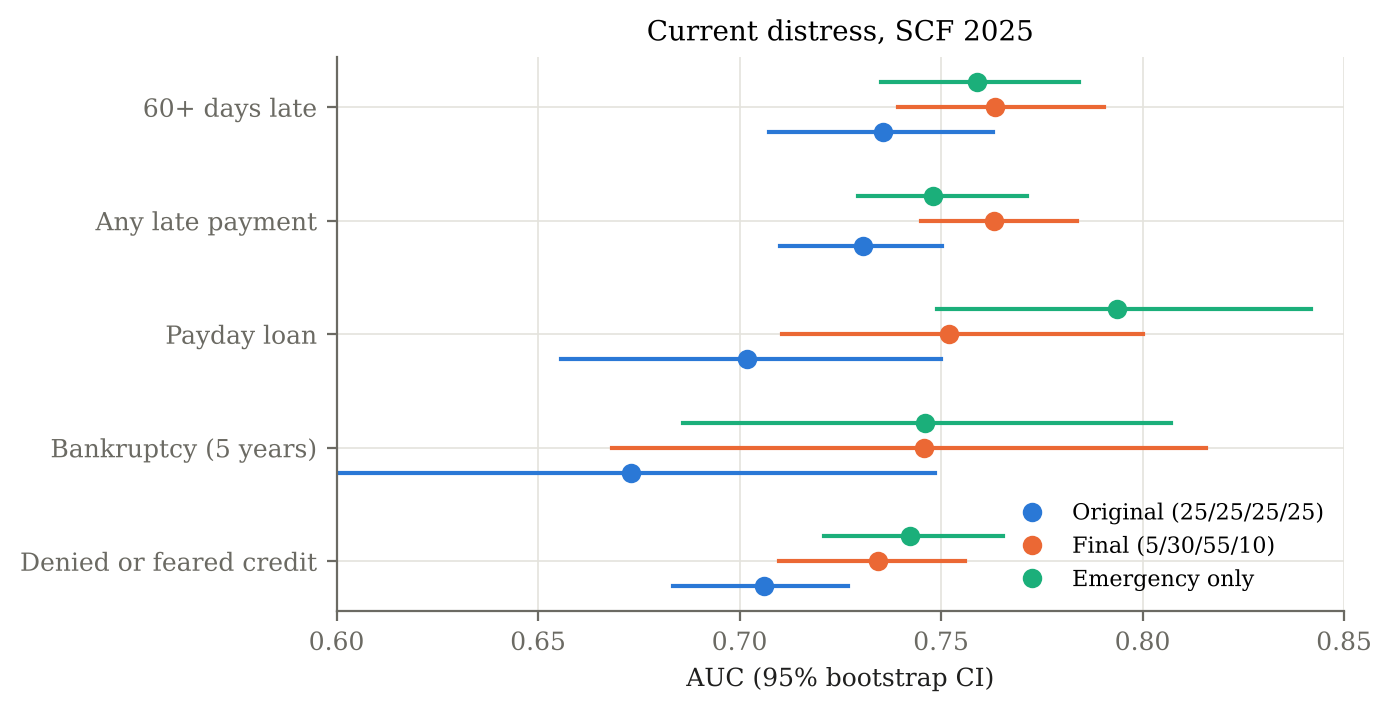 Current distress, SCF 2025
60+ days late
Any late payment
Payday loan
Bankruptcy (5 years)
Denied or feared credit
Original (25/25/25/25)
Final (5/30/55/10)
Emergency only
0.60 0.65 0.70 0.75 0.80 0.85
AUC (95% bootstrap CI)